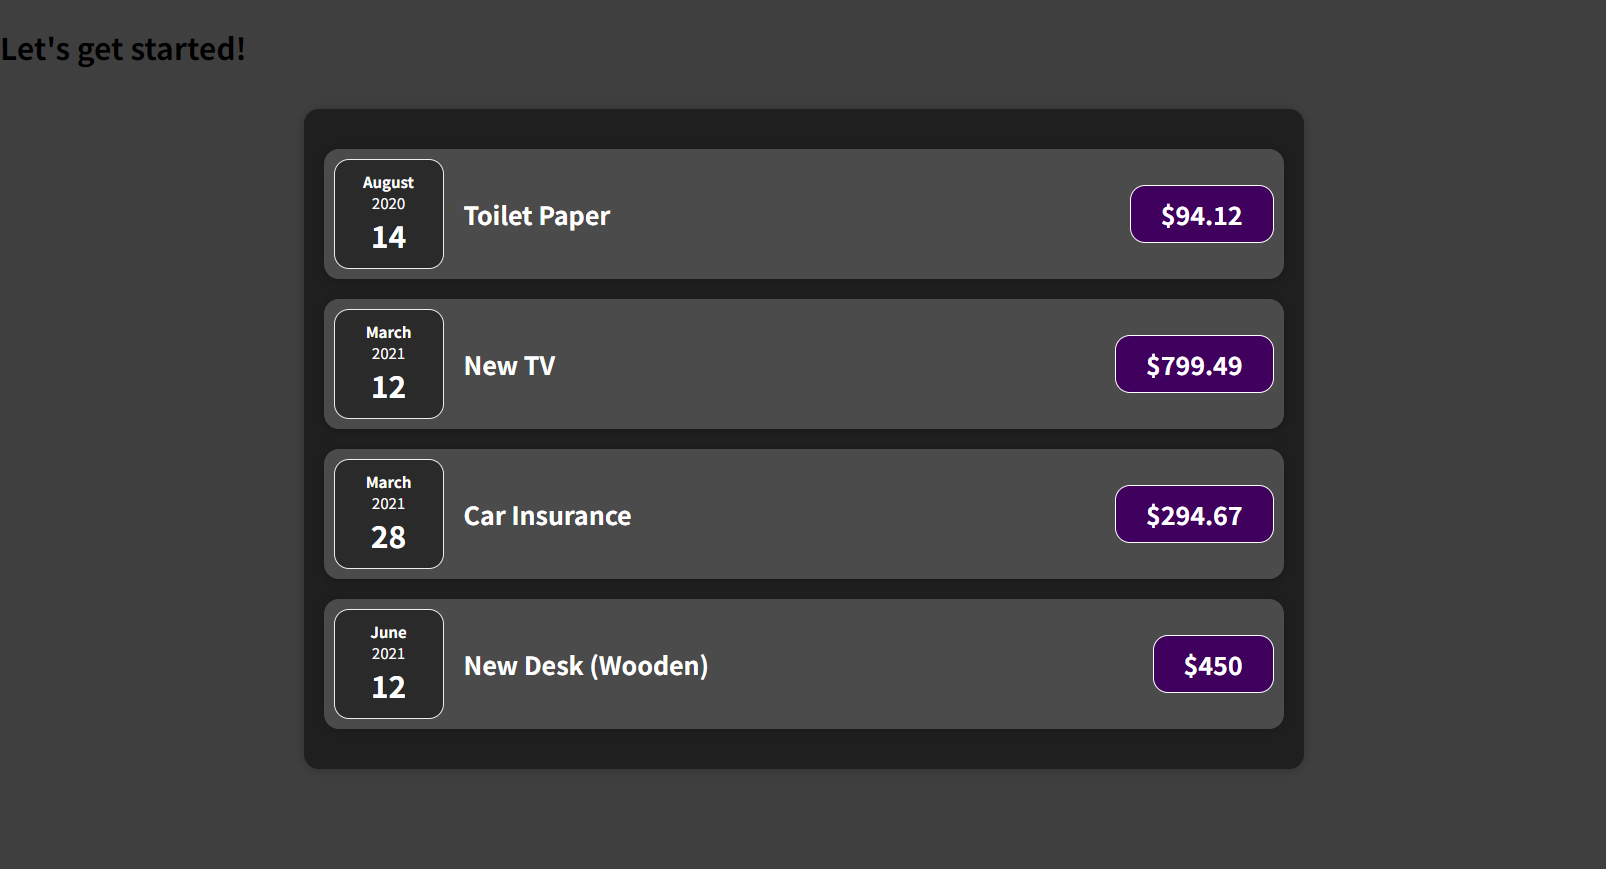 Let's get started!
August
2020
14
Toilet Paper
$94.12
March
2021
12
New TV
$799.49
March
2021
28
Car Insurance
$294.67
June
2021
12
New Desk (Wooden)
$450